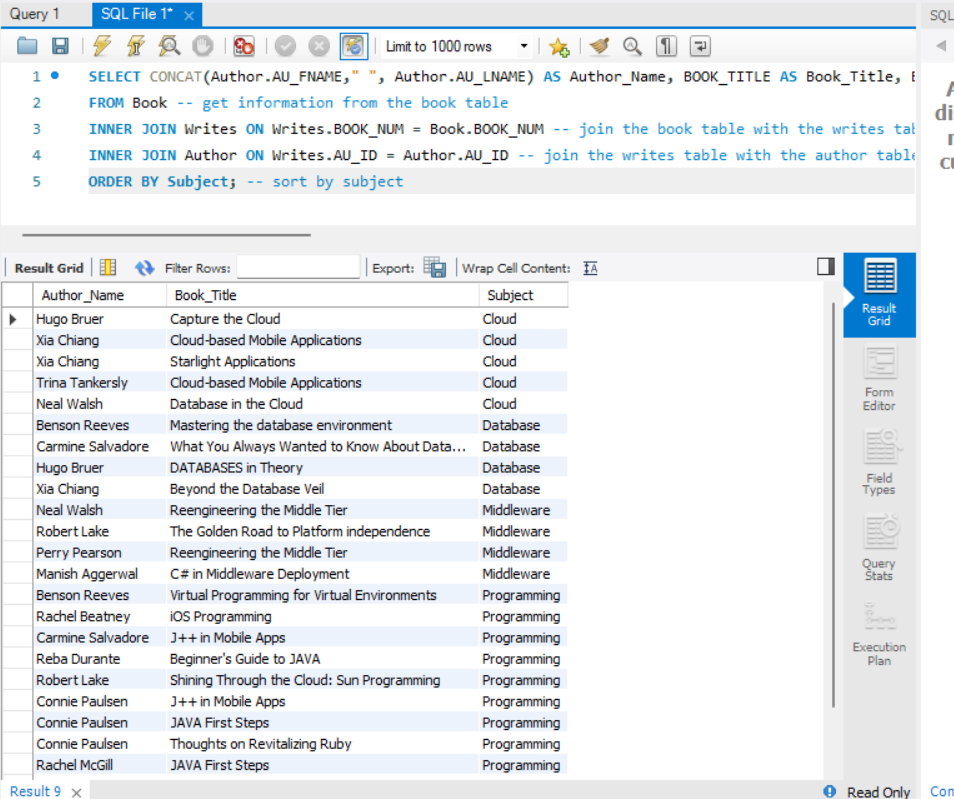 Query 1
SQL File 1*
SQL
Limit to 1000 rows
1 SELECT CONCAT(Author.AU_FNAME," ", Author.AU_LNAME) AS Author_Name, BOOK_TITLE AS Book_Title,
2 FROM Book -- get information from the book table
3 INNER JOIN Writes ON Writes.BOOK_NUM = Book.BOOK_NUM -- join the book table with the writes
4 INNER JOIN Author ON Writes.AU_ID = Author.AU_ID -- join the writes table with the author table
5 ORDER BY Subject; -- sort by subject
Result Grid Filter Rows: Export: Wrap Cell Content: IA
Author_Name Book_Title Subject
Hugo Bruer Capture the Cloud Cloud
Xia Chiang Cloud-based Mobile Applications Cloud
Xia Chiang Starlight Applications Cloud
Trina Tankersly Cloud-based Mobile Applications Cloud
Neal Walsh Database in the Cloud Cloud
Benson Reeves Mastering the database environment Database
Carmine Salvadore What You Always Wanted to Know About Data... Database
Hugo Bruer DATABASES in Theory Database
Xia Chiang Beyond the Database Veil Database
Neal Walsh Reengineering the Middle Tier Middleware
Robert Lake The Golden Road to Platform independence Middleware
Perry Pearson Reengineering the Middle Tier Middleware
Manish Aggerwal C# in Middleware Deployment Middleware
Benson Reeves Virtual Programming for Virtual Environments Programming
Rachel Beatney iOS Programming Programming
Carmine Salvadore J++ in Mobile Apps Programming
Reba Durante Beginner's Guide to JAVA Programming
Robert Lake Shining Through the Cloud: Sun Programming Programming
Connie Paulsen J++ in Mobile Apps Programming
Connie Paulsen JAVA First Steps Programming
Connie Paulsen Thoughts on Revitalizing Ruby Programming
Rachel McGill JAVA First Steps Programming
Result
Grid
Form
Editor
Field
Types
Query
Stats
Execution
Plan
Result 9
Read Only